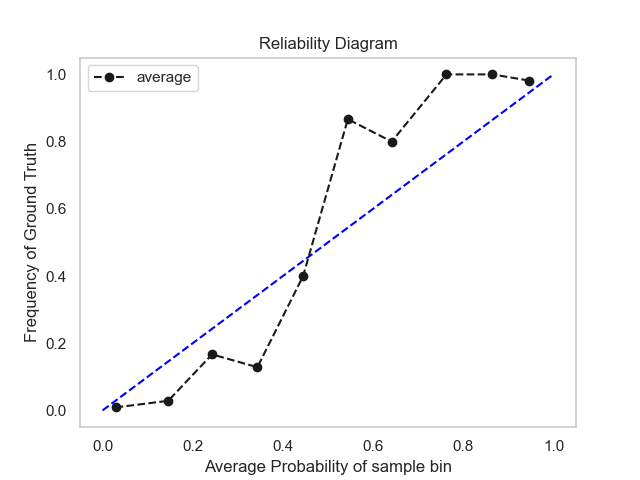 Reliability Diagram
average
Frequency of Ground Truth
1.0
0.8
0.6
0.4
0.2
0.0
0.0 0.2 0.4 0.6 0.8 1.0
Average Probability of sample bin